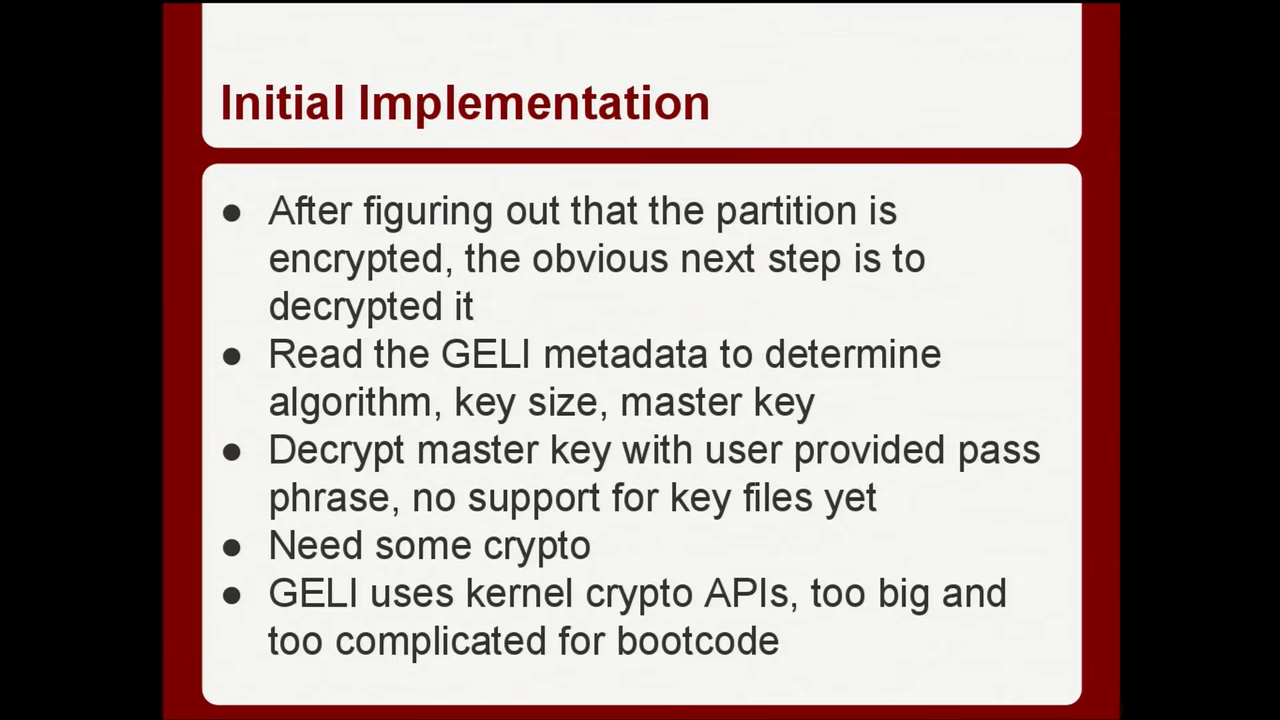 Initial Implementation
● After figuring out that the partition is
encrypted, the obvious next step is to
decrypted it
● Read the GELI metadata to determine
algorithm, key size, master key
● Decrypt master key with user provided pass
phrase, no support for key files yet
● Need some crypto
● GELI uses kernel crypto APIs, too big and
too complicated for bootcode